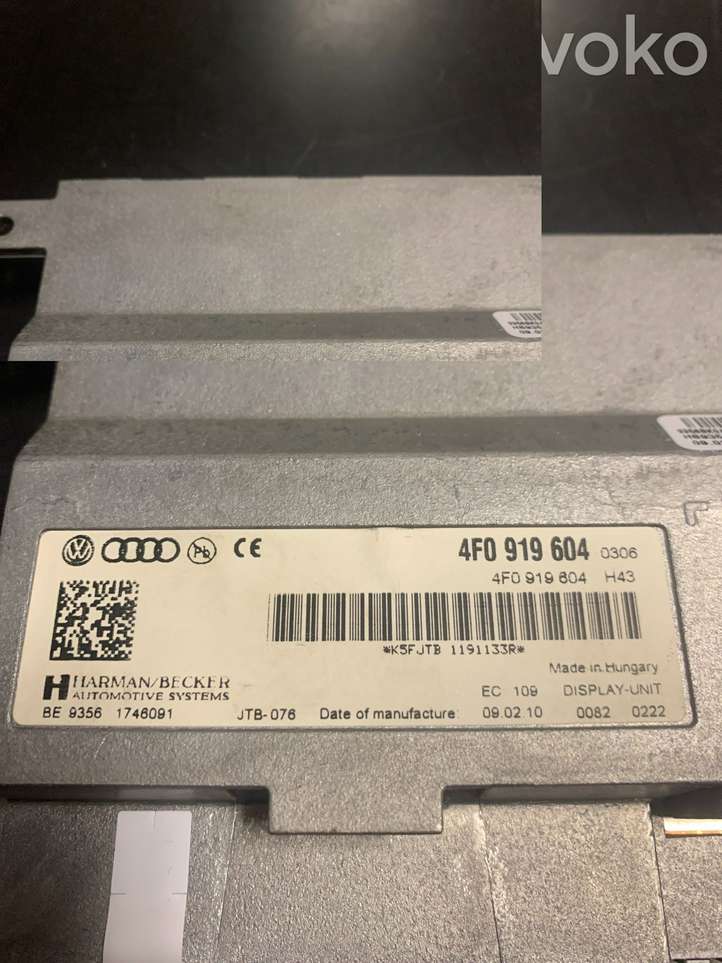 voko
Pb CE
4F0 919 604 0306
4F0 919 604 H43
*K5FJTB 1191133R*
HARMAN/BECKER
AUTOMOTIVE SYSTEMS
Made in Hungary
EC 109 DISPLAY-UNIT
BE 9356 1746091 JTB-076 Date of manufacture: 09.02.10 0082 0222